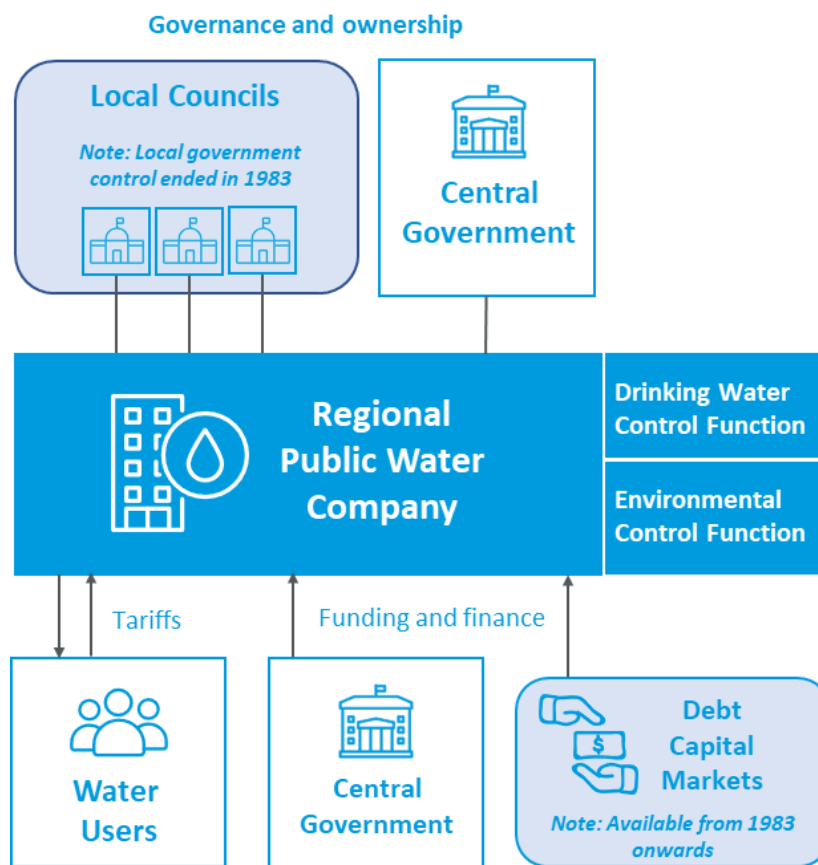 Governance and ownership
Local Councils
Note: Local government
control ended in 1983
Central
Government
Regional
Public Water
Company
Drinking Water
Control Function
Environmental
Control Function
Tariffs
Funding and finance
Water
Users
Central
Government
$
Debt
Capital
Markets
Note: Available from 1983
onwards